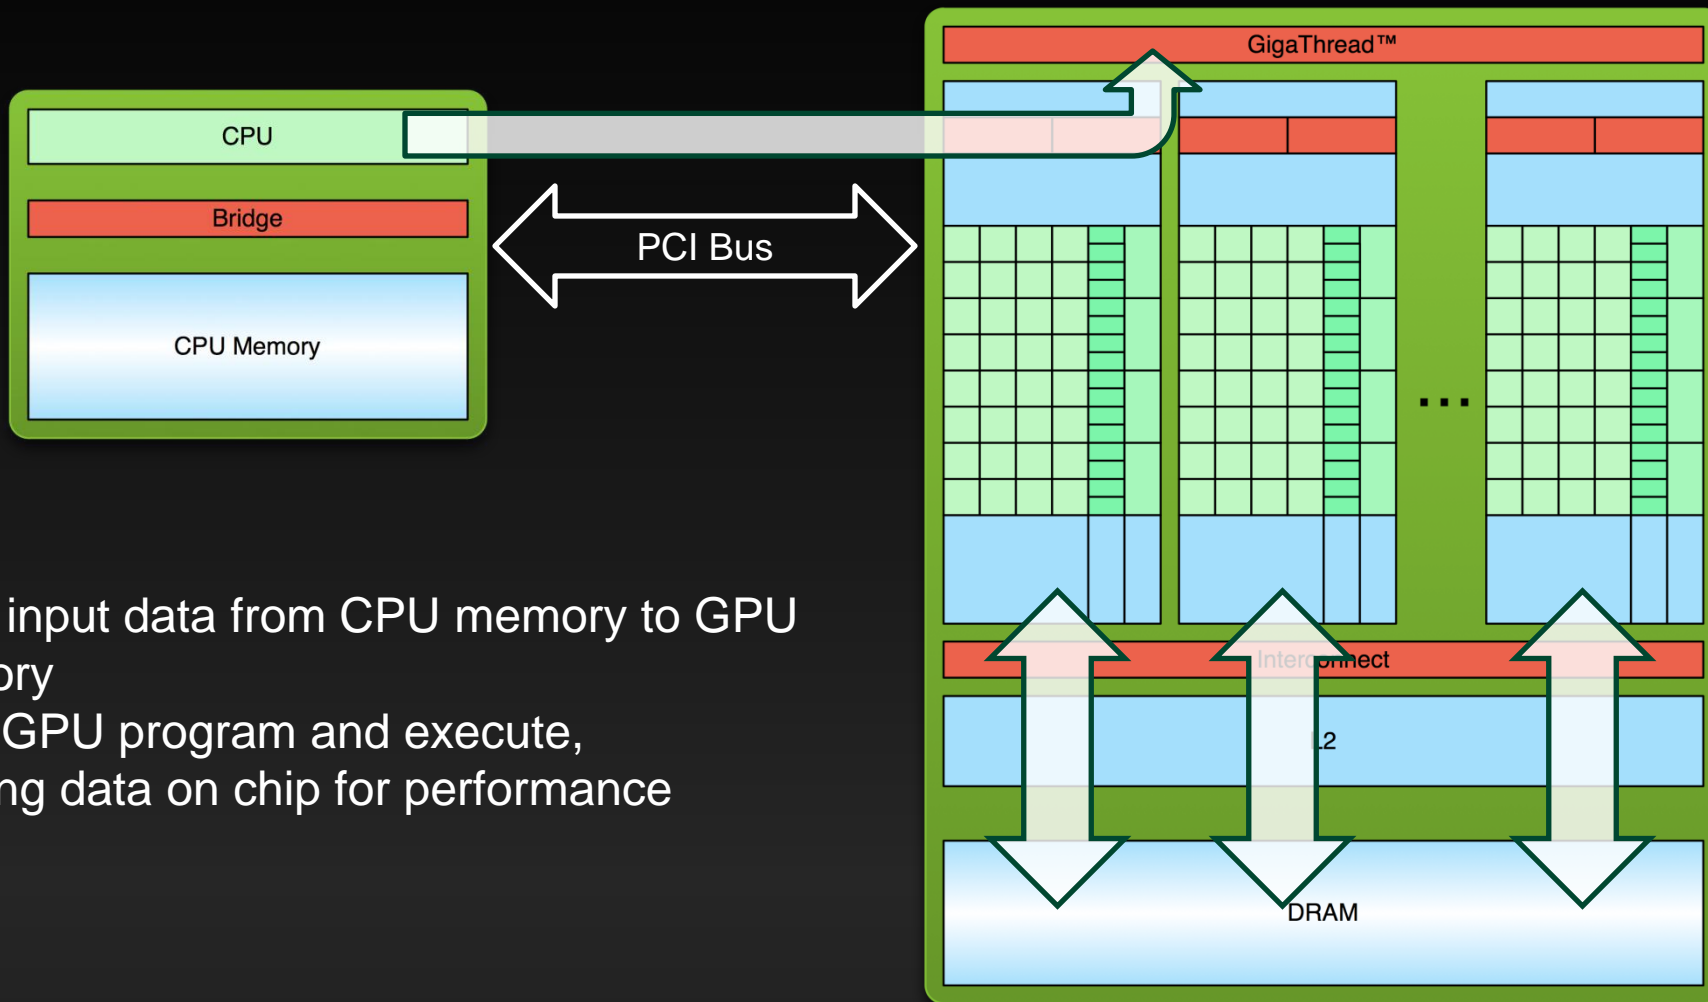 GigaThread™
CPU
Bridge
PCI Bus
CPU Memory
...
input data from CPU memory to GPU
ory
GPU program and execute,
ng data on chip for performance
Interconnect
L2
DRAM